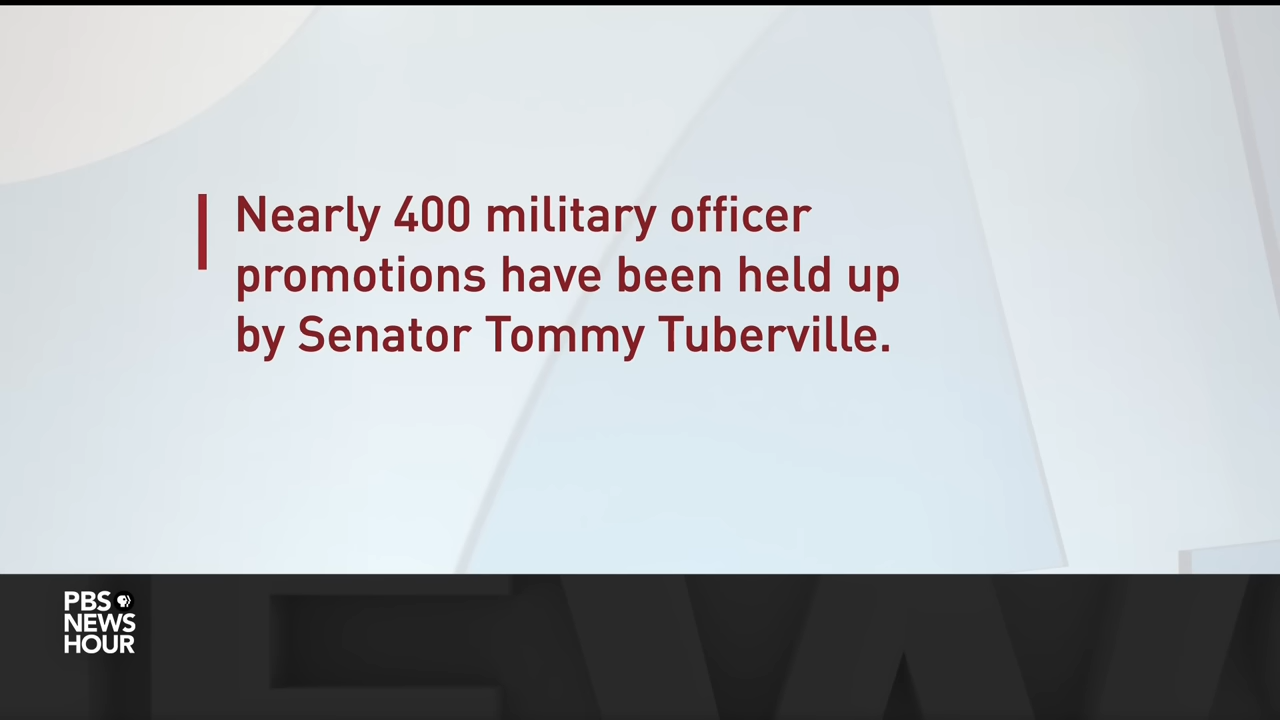 Nearly 400 military officer
promotions have been held up
by Senator Tommy Tuberville.
PBS
NEWS
HOUR